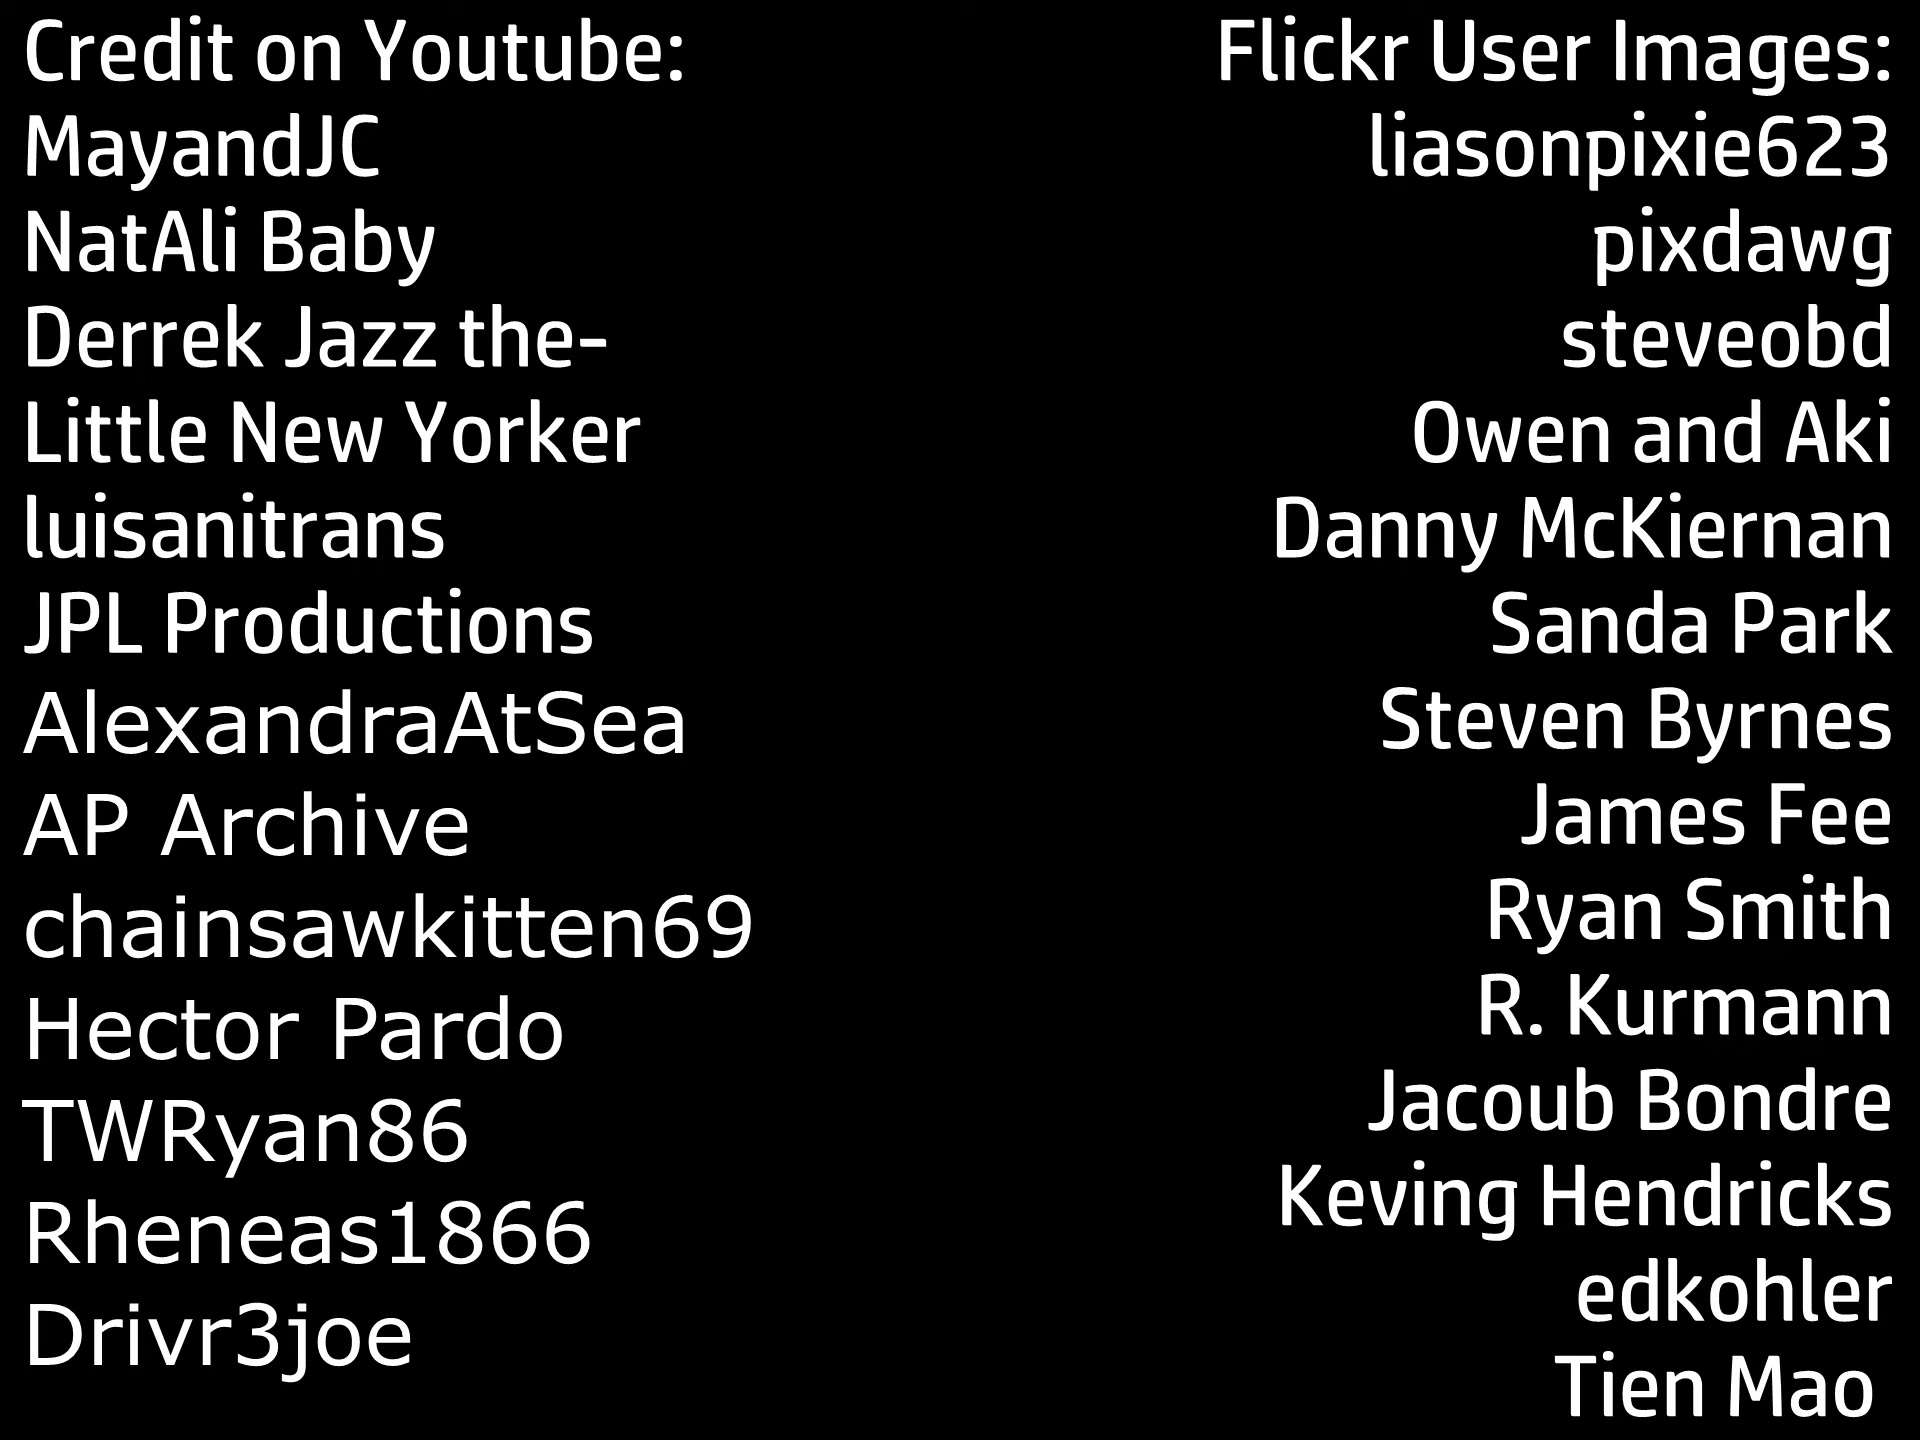 Credit on Youtube:
MayandJC
NatAli Baby
Derrek Jazz the-
Little New Yorker
luisanitrans
JPL Productions
AlexandraAtSea
AP Archive
chainsawkitten69
Hector Pardo
TWRyan86
Rheneas1866
Drivr3joe
Flickr User Images:
liasonpixie623
pixdawg
steveobd
Owen and Aki
Danny McKiernan
Sanda Park
Steven Byrnes
James Fee
Ryan Smith
R. Kurmann
Jacoub Bondre
Keving Hendricks
edkohler
Tien Mao